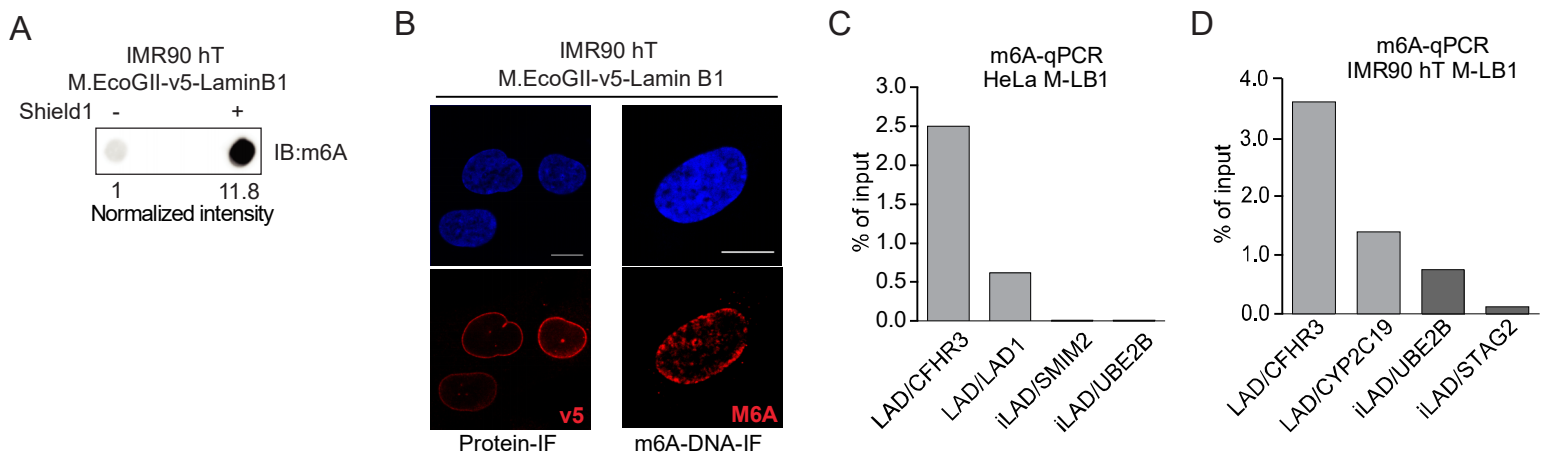 A
IMR90 hT
M.EcoGII-v5-LaminB1
Shield1 - +
IB:m6A
1 11.8
Normalized intensity
B
IMR90 hT
M.EcoGII-v5-Lamin B1
v5
M6A
Protein-IF
m6A-DNA-IF
C
m6A-qPCR
HeLa M-LB1
% of input
3.0
2.5
2.0
1.5
1.0
0.5
0.0
LAD/CFHR3
LAD/LAD1
iLAD/SMIM2
iLAD/UBE2B
D
m6A-qPCR
IMR90 hT M-LB1
% of input
4.0
3.0
2.0
1.0
0.0
LAD/CFHR3
LAD/CYP2C19
iLAD/UBE2B
iLAD/STAG2